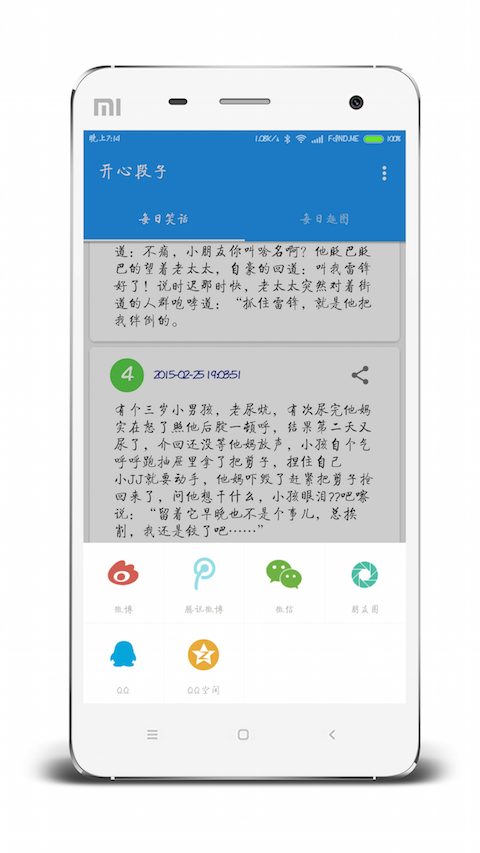 MI
晚上7:14
1.08K/s
FdIND.ME
100%
开心段子
每日笑话
每日趣图
道：不痛，小朋友你叫啥名啊？他眨巴眨
巴的望着老太太，自豪的回道：叫我雷锋
好了！说时迟那时快，老太太突然对着街
道的人群咆哮道：“抓住雷锋，就是他把
我绊倒的。
4
2015-02-25 19:03:51
有个三岁小男孩，老尿炕，有次尿完他妈
实在怒了照他后腚一顿呼，结果第二天又
尿了，介回还没等他妈放声，小孩自个气
呼呼跑抽屉里拿了把剪子，捏住自己
小JJ就要动手，他妈吓毁了赶紧把剪子抢
回来了，问他想干什么，小孩眼泪??吧嚓
说：“留着它早晚也不是个事儿，总挨
削，我还是铰了吧……”
微博
腾讯微博
微信
朋友圈
QQ
QQ空间